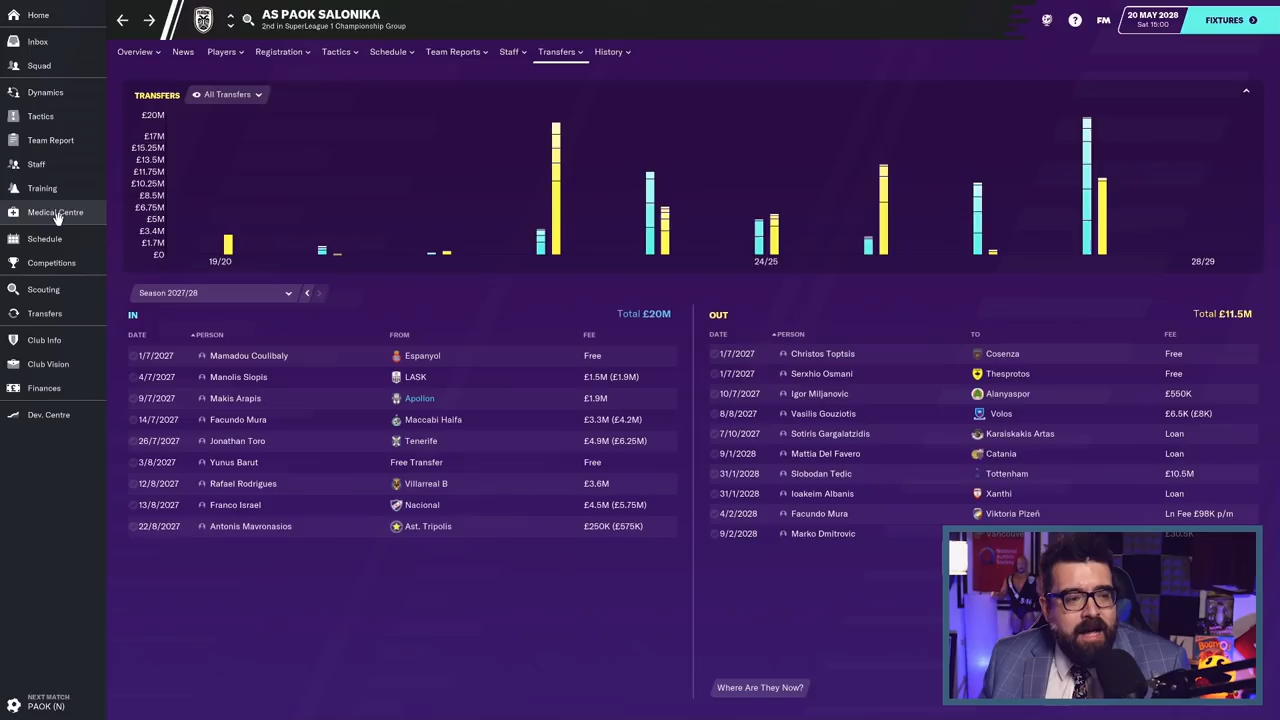 Home
Inbox
Squad
Dynamics
Tactics
Team Report
Staff
Training
Medical Centre
Schedule
Competitions
Scouting
Transfers
Club Info
Club Vision
Finances
Dev. Centre
NEXT MATCH
PAOK (N)
AS PAOK SALONIKA
2nd in SuperLeague 1 Championship Group
FM
20 MAY 2028
Sat 15:00
FIXTURES
Overview News Players Registration Tactics Schedule Team Reports Staff Transfers History
TRANSFERS All Transfers
£20M
£17M
£15.25M
£13.5M
£11.75M
£10.25M
£8.5M
£6.75M
£5M
£3.4M
£1.7M
£0
19/20 24/25 28/29
Season 2027/28
IN Total £20M
DATE PERSON FROM FEE
1/7/2027 Mamadou Coulibaly Espanyol Free
4/7/2027 Manolis Siopis LASK £1.5M (£1.9M)
9/7/2027 Makis Arapis Apollon £1.9M
14/7/2027 Facundo Mura Maccabi Haifa £3.3M (£4.2M)
26/7/2027 Jonathan Toro Tenerife £4.9M (£6.25M)
3/8/2027 Yunus Barut Free Transfer Free
12/8/2027 Rafael Rodrigues Villarreal B £3.6M
13/8/2027 Franco Israel Nacional £4.5M (£5.75M)
22/8/2027 Antonis Mavronasios Ast. Tripolis £250K (£575K)
OUT Total £11.5M
DATE PERSON TO FEE
1/7/2027 Christos Toptsis Cosenza Free
1/7/2027 Serxhio Osmani Thesprotos Free
10/7/2027 Igor Miljanovic Alanyaspor £550K
8/8/2027 Vasilis Gouziotis Volos £6.5K (£8K)
7/10/2027 Sotiris Gargalatzidis Karaiskakis Artas Loan
9/1/2028 Mattia Del Favero Catania Loan
31/1/2028 Slobodan Tedic Tottenham £10.5M
31/1/2028 Ioakeim Albanis Xanthi Loan
4/2/2028 Facundo Mura Viktoria Plzeň Ln Fee £98K p/m
9/2/2028 Marko Dmitrovic Vancouver £30.5K
Where Are They Now?